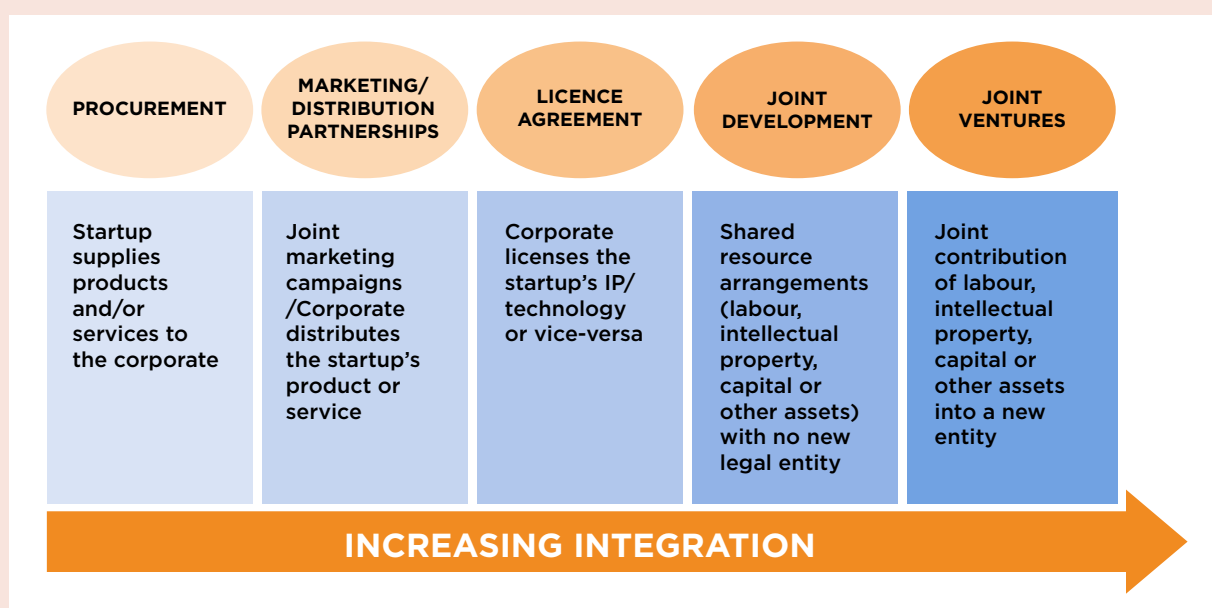 PROCUREMENT
MARKETING/
DISTRIBUTION
PARTNERSHIPS
LICENCE
AGREEMENT
JOINT
DEVELOPMENT
JOINT
VENTURES
Startup
supplies
products
and/or
services to
the corporate
Joint
marketing
campaigns
/Corporate
distributes
the startup’s
product or
service
Corporate
licenses the
startup’s IP/
technology
or vice-versa
Shared
resource
arrangements
(labour,
intellectual
property,
capital or
other assets)
with no new
legal entity
Joint
contribution
of labour,
intellectual
property,
capital or
other assets
into a new
entity
INCREASING INTEGRATION